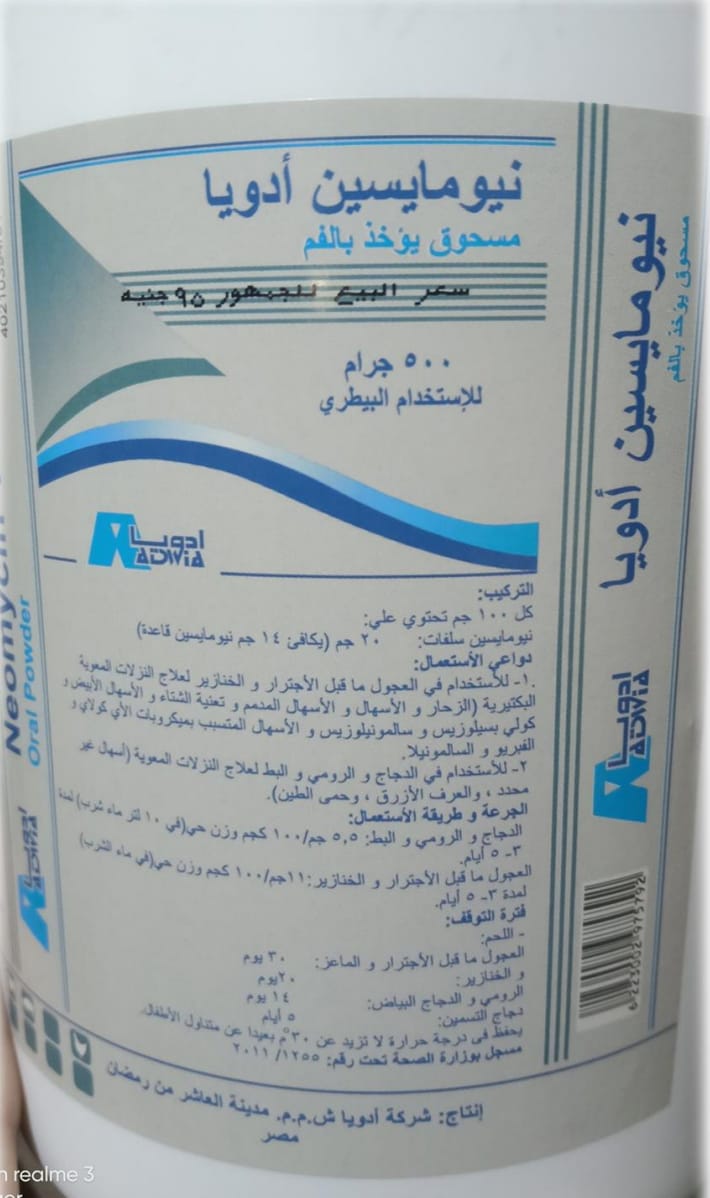 نيومايسين أدويا
مسحوق يؤخذ بالفم
سعر البيع للجمهور ٩٥ جنيه
٥٠٠ جرام
للإستخدام البيطري
ادويا
ADWIA
التركيب:
كل ١٠٠ جم تحتوي علي:
نيومايسين سلفات: ٢٠ جم (يكافئ ١٤ جم نيومايسين قاعدة)
دواعي الأستعمال:
١- للأستخدام في العجول ما قبل الأجترار و الخنازير لعلاج النزلات المعوية
البكتيرية (الزحار و الأسهال و الأسهال المدمم و تعنية الشتاء و الأسهال الأبيض و
كولي بسيلوزيس و سالمونيلوزيس و الأسهال المتسبب بميكروبات الأي كولاي و
الفبريو و السالمونيلا.
٢- للأستخدام في الدجاج و الرومي و البط لعلاج النزلات المعوية (أسهال غير
محدد ، والعرف الأزرق ، وحمى الطين).
الجرعة و طريقة الأستعمال:
الدجاج و الرومي و البط: ٥,٥ جم/١٠٠ كجم وزن حي(في ١٠ لتر ماء شرب) لمدة
٣- ٥ أيام.
العجول ما قبل الأجترار و الخنازير:١١جم/١٠٠ كجم وزن حي(في ماء الشرب)
لمدة ٣- ٥ أيام.
فترة التوقف:
- اللحم:
العجول ما قبل الأجترار و الماعز: ٣٠ يوم
و الخنازير: ٢٠يوم
الرومي و الدجاج البياض: ١٤ يوم
دجاج التسمين: ٥ أيام
يحفظ في درجة حرارة لا تزيد عن ٣٠°م بعيدا عن متناول الأطفال.
مسجل بوزارة الصحة تحت رقم: ١٢٥٥/ ٢٠١١
إنتاج: شركة أدويا ش.م.م. مدينة العاشر من رمضان
مصر
نيومايسين أدويا
مسحوق يؤخذ بالفم
ادويا
ADWIA
6 223002 975792
Neomycin
Oral Powder
ادويا
ADWIA
realme 3